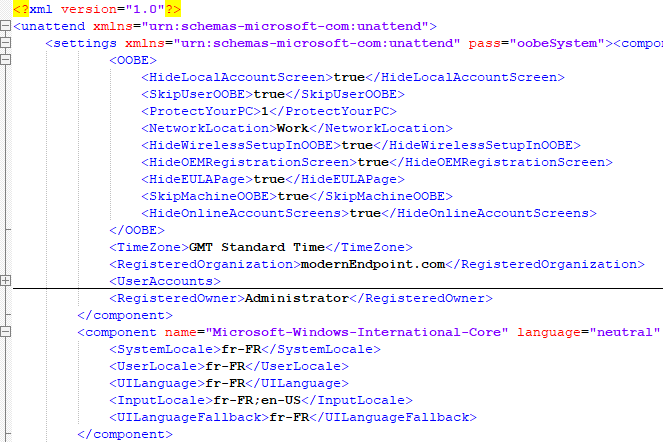 <?xml version="1.0"?>
<unattend xmlns="urn:schemas-microsoft-com:unattend">
<settings xmlns="urn:schemas-microsoft-com:unattend" pass="oobeSystem"><compo
<OOBE>
<HideLocalAccountScreen>true</HideLocalAccountScreen>
<SkipUserOOBE>true</SkipUserOOBE>
<ProtectYourPC>1</ProtectYourPC>
<NetworkLocation>Work</NetworkLocation>
<HideWirelessSetupInOOBE>true</HideWirelessSetupInOOBE>
<HideOEMRegistrationScreen>true</HideOEMRegistrationScreen>
<HideEULAPage>true</HideEULAPage>
<SkipMachineOOBE>true</SkipMachineOOBE>
<HideOnlineAccountScreens>true</HideOnlineAccountScreens>
</OOBE>
<TimeZone>GMT Standard Time</TimeZone>
<RegisteredOrganization>modernEndpoint.com</RegisteredOrganization>
<UserAccounts>
<RegisteredOwner>Administrator</RegisteredOwner>
</component>
<component name="Microsoft-Windows-International-Core" language="neutral"
<SystemLocale>fr-FR</SystemLocale>
<UserLocale>fr-FR</UserLocale>
<UILanguage>fr-FR</UILanguage>
<InputLocale>fr-FR;en-US</InputLocale>
<UILanguageFallback>fr-FR</UILanguageFallback>
</component>